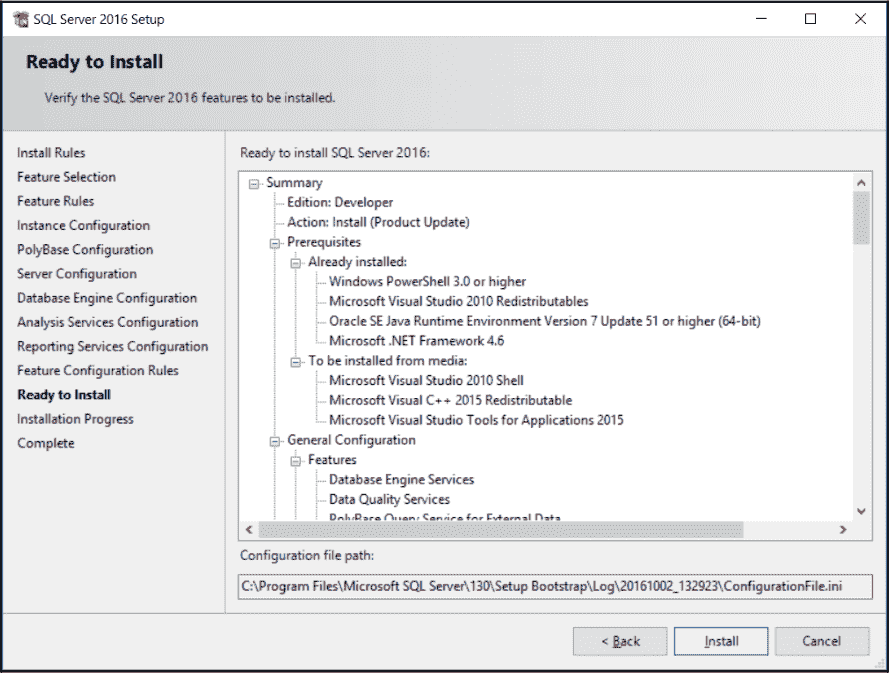 SQL Server 2016 Setup
Ready to Install
Verify the SQL Server 2016 features to be installed.
Install Rules
Feature Selection
Feature Rules
Instance Configuration
PolyBase Configuration
Server Configuration
Database Engine Configuration
Analysis Services Configuration
Reporting Services Configuration
Feature Configuration Rules
Ready to Install
Installation Progress
Complete
Ready to install SQL Server 2016:
Summary
Edition: Developer
Action: Install (Product Update)
Prerequisites
Already installed:
Windows PowerShell 3.0 or higher
Microsoft Visual Studio 2010 Redistributables
Oracle SE Java Runtime Environment Version 7 Update 51 or higher (64-bit)
Microsoft .NET Framework 4.6
To be installed from media:
Microsoft Visual Studio 2010 Shell
Microsoft Visual C++ 2015 Redistributable
Microsoft Visual Studio Tools for Applications 2015
General Configuration
Features
Database Engine Services
Data Quality Services
PolyBase Query Service for External Data
Configuration file path:
C:\Program Files\Microsoft SQL Server\130\Setup Bootstrap\Log\20161002_132923\ConfigurationFile.ini
< Back
Install
Cancel